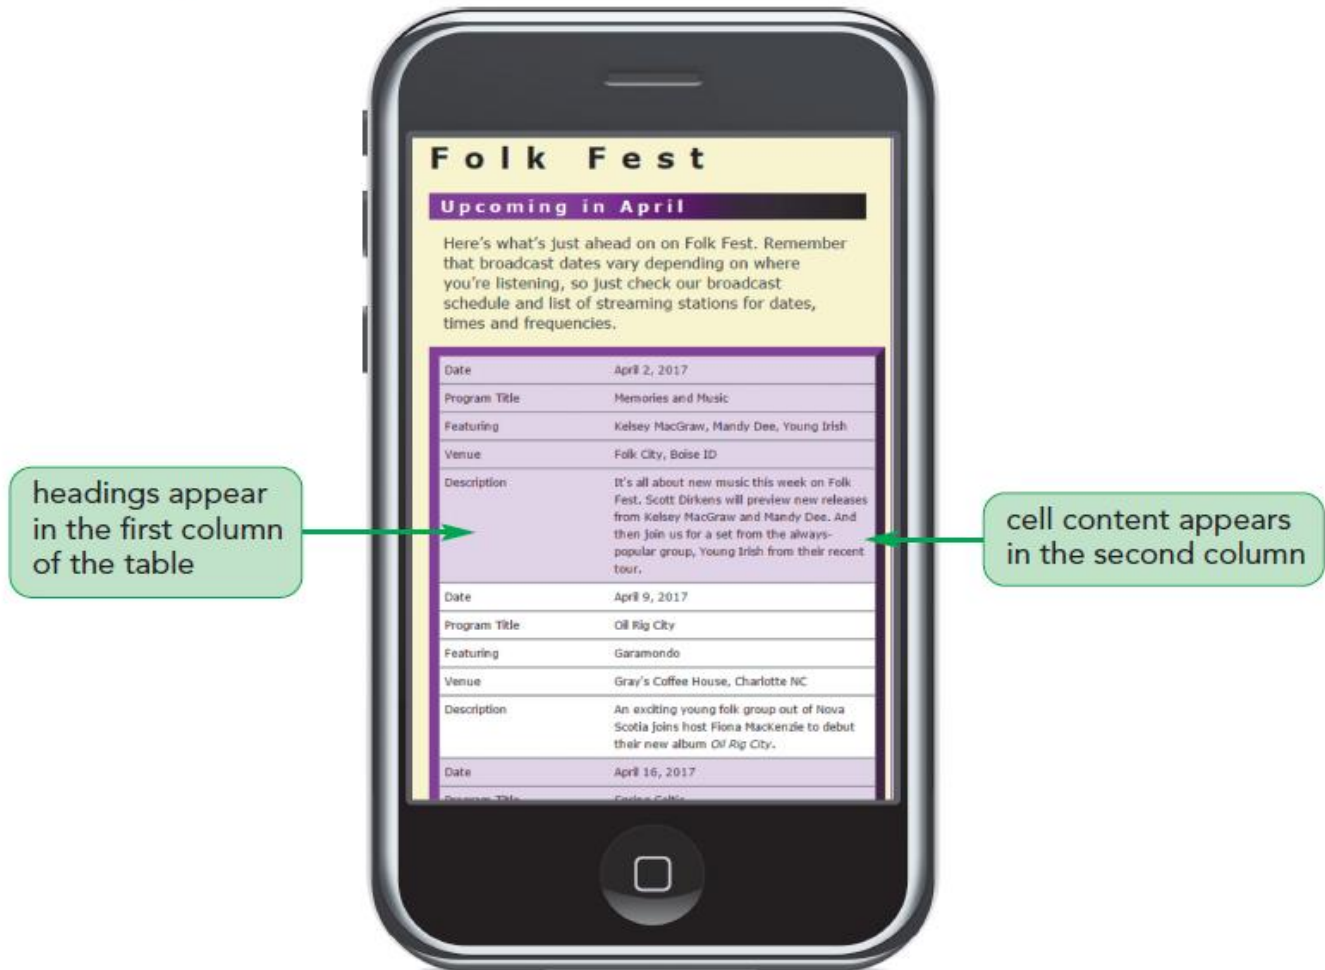 Folk Fest
Upcoming in April
Here's what's just ahead on on Folk Fest. Remember
that broadcast dates vary depending on where
you're listening, so just check our broadcast
schedule and list of streaming stations for dates,
times and frequencies.
Date April 2, 2017
Program Title Memories and Music
Featuring Kelsey MacGraw, Mandy Dee, Young Irish
Venue Folk City, Boise ID
Description It's all about new music this week on Folk
Fest. Scott Dirkens will preview new releases
from Kelsey MacGraw and Mandy Dee. And
then join us for a set from the always-
popular group, Young Irish from their recent
tour.
Date April 9, 2017
Program Title Oil Rig City
Featuring Garamondo
Venue Gray's Coffee House, Charlotte NC
Description An exciting young folk group out of Nova
Scotia joins host Fiona MacKenzie to debut
their new album Oil Rig City.
Date April 16, 2017
Program Title Spring Celtic
headings appear
in the first column
of the table
cell content appears
in the second column